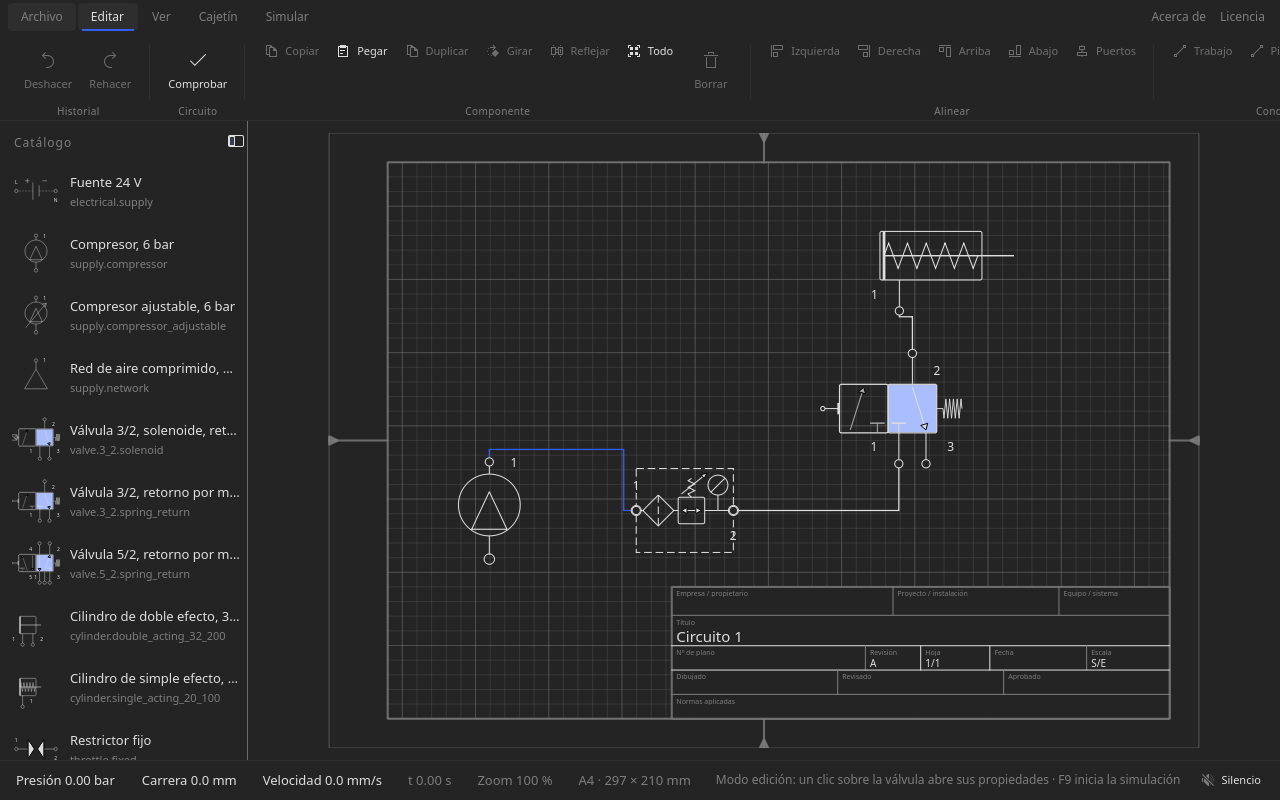 Archivo Editar Ver Cajetín Simular Acerca de Licencia
Copiar Pegar Duplicar Girar Reflejar Todo Izquierda Derecha Arriba Abajo Puertos Trabajo
Deshacer Rehacer Comprobar Borrar
Historial Circuito Componente Alinear
Catálogo
Fuente 24 V
electrical.supply
Compresor, 6 bar
supply.compressor
Compresor ajustable, 6 bar
supply.compressor_adjustable
Red de aire comprimido, ...
supply.network
Válvula 3/2, solenoide, ret...
valve.3_2.solenoid
Válvula 3/2, retorno por m...
valve.3_2.spring_return
Válvula 5/2, retorno por m...
valve.5_2.spring_return
Cilindro de doble efecto, 3...
cylinder.double_acting_32_200
Cilindro de simple efecto, ...
cylinder.single_acting_20_100
Restrictor fijo
throttle.fixed
1
2
1
3
1
1
2
Empresa / propietario Proyecto / instalación Equipo / sistema
Título
Circuito 1
Nº de plano Revisión Hoja Fecha Escala
A 1/1 S/E
Dibujado Revisado Aprobado
Normas aplicadas
Presión 0.00 bar Carrera 0.0 mm Velocidad 0.0 mm/s t 0.00 s Zoom 100 % A4 · 297 × 210 mm Modo edición: un clic sobre la válvula abre sus propiedades · F9 inicia la simulación Silencio